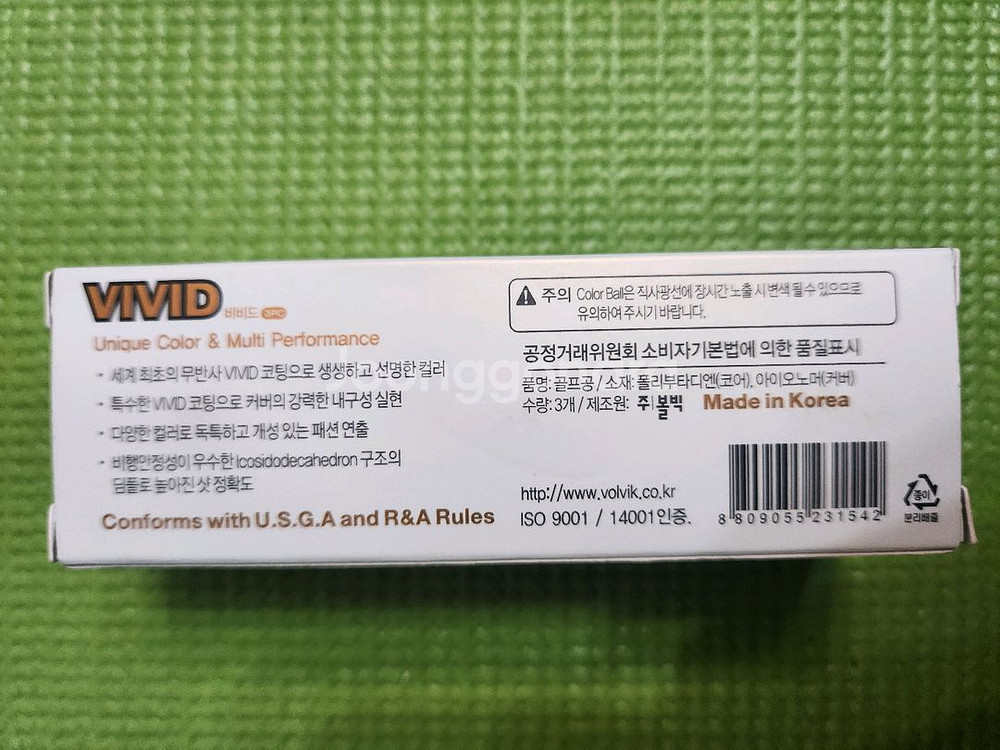 VIVID 비비드 3PC
Unique Color & Multi Performance
· 세계 최초의 무반사 VIVID 코팅으로 생생하고 선명한 컬러
· 특수한 VIVID 코팅으로 커버의 강력한 내구성 실현
· 다양한 컬러로 독특하고 개성 있는 패션 연출
· 비행안정성이 우수한 Icosidodecahedron 구조의
딤플로 높아진 샷 정확도
Conforms with U.S.G.A and R&A Rules
주의 Color Ball은 직사광선에 장시간 노출 시 변색 될 수 있으므로
유의하여 주시기 바랍니다.
공정거래위원회 소비자기본법에 의한 품질표시
품명: 골프공 / 소재: 폴리부타디엔(코어), 아이오노머(커버)
수량: 3개 / 제조원: 주)볼빅 Made in Korea
http://www.volvik.co.kr
ISO 9001 / 14001인증.
8 809055 231542
종이
분리배출